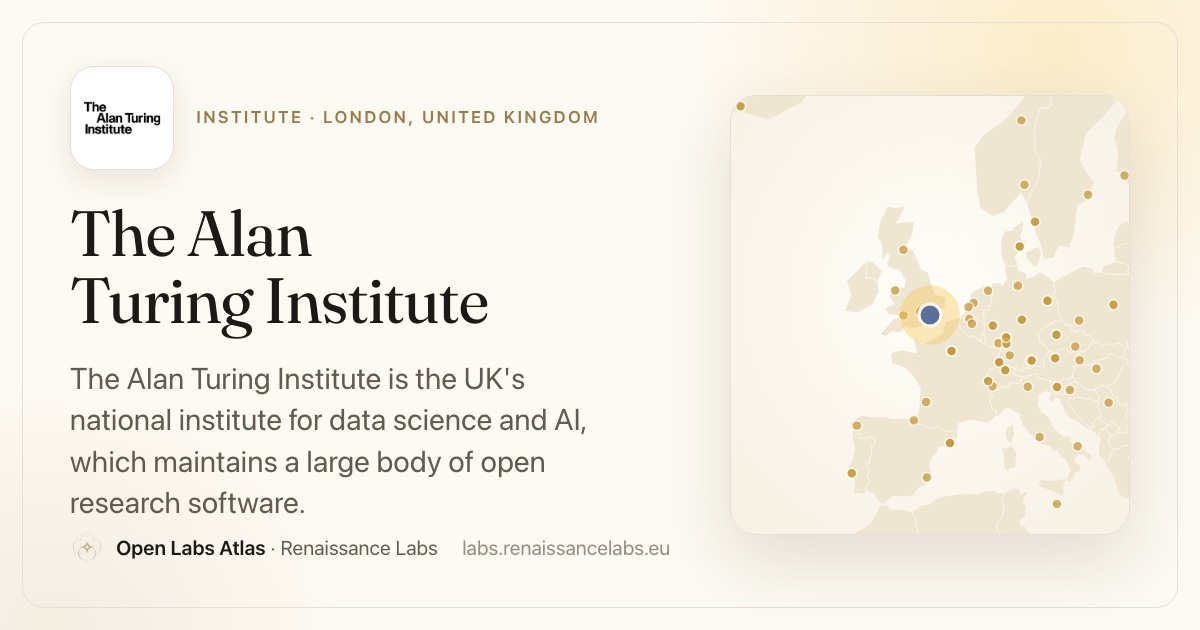 The
Alan Turing
Institute
INSTITUTE · LONDON, UNITED KINGDOM
The Alan
Turing Institute
The Alan Turing Institute is the UK's
national institute for data science and AI,
which maintains a large body of open
research software.
Open Labs Atlas · Renaissance Labs labs.renaissancelabs.eu